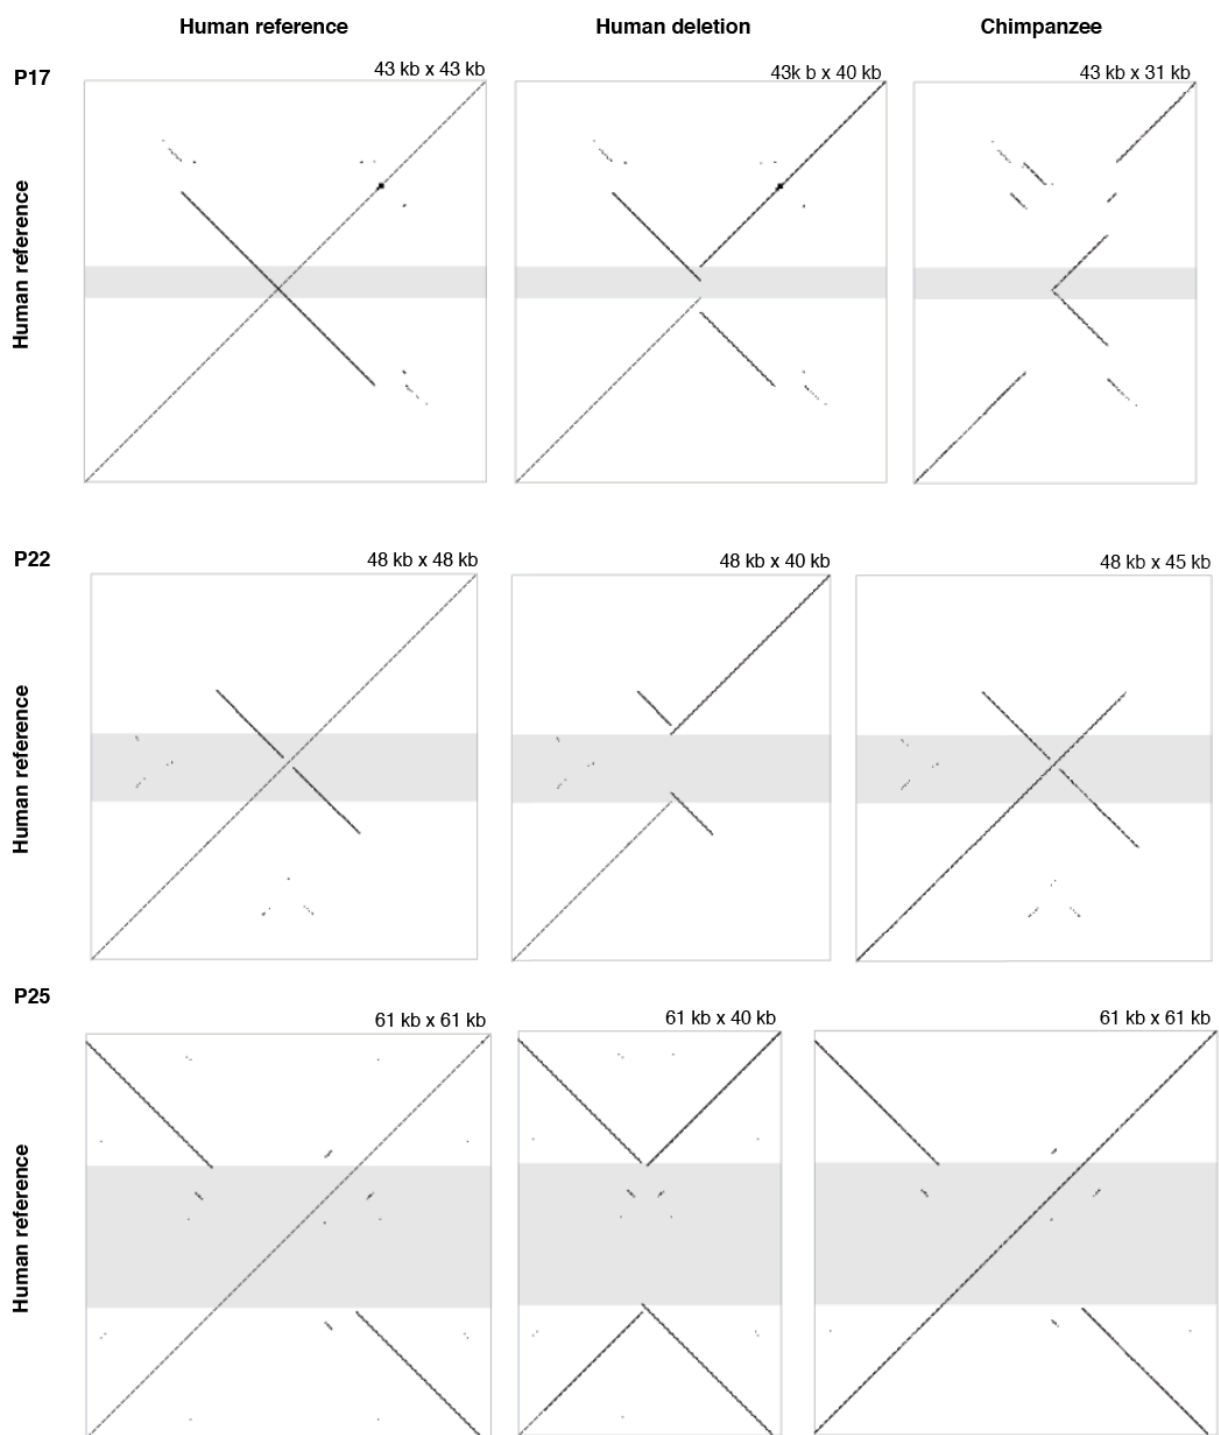 Human reference Human deletion Chimpanzee
P17
43 kb x 43 kb 43k b x 40 kb 43 kb x 31 kb
Human reference
P22
48 kb x 48 kb 48 kb x 40 kb 48 kb x 45 kb
Human reference
P25
61 kb x 61 kb 61 kb x 40 kb 61 kb x 61 kb
Human reference